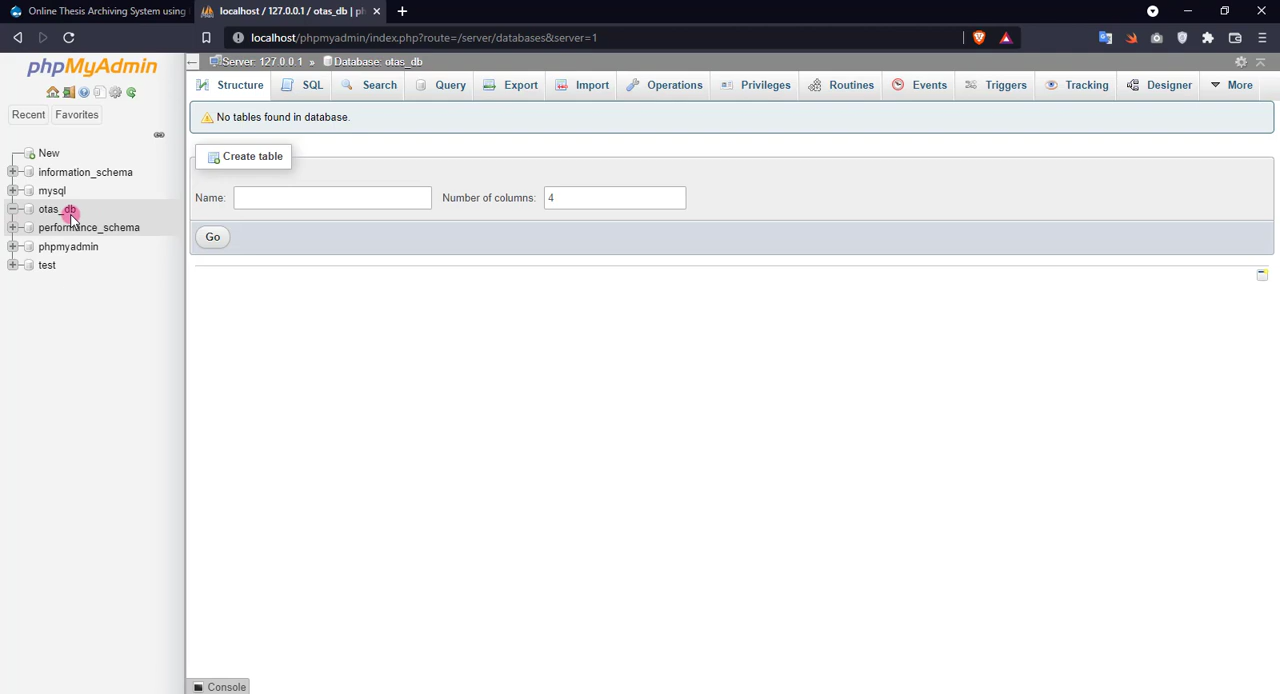 Online Thesis Archiving System using
localhost / 127.0.0.1 / otas_db | ph
localhost/phpmyadmin/index.php?route=/server/databases&server=1
phpMyAdmin
Server: 127.0.0.1 » Database: otas_db
Structure SQL Search Query Export Import Operations Privileges Routines Events Triggers Tracking Designer More
Recent Favorites
No tables found in database.
New
information_schema
mysql
otas_db
performance_schema
phpmyadmin
test
Create table
Name: Number of columns: 4
Go
Console